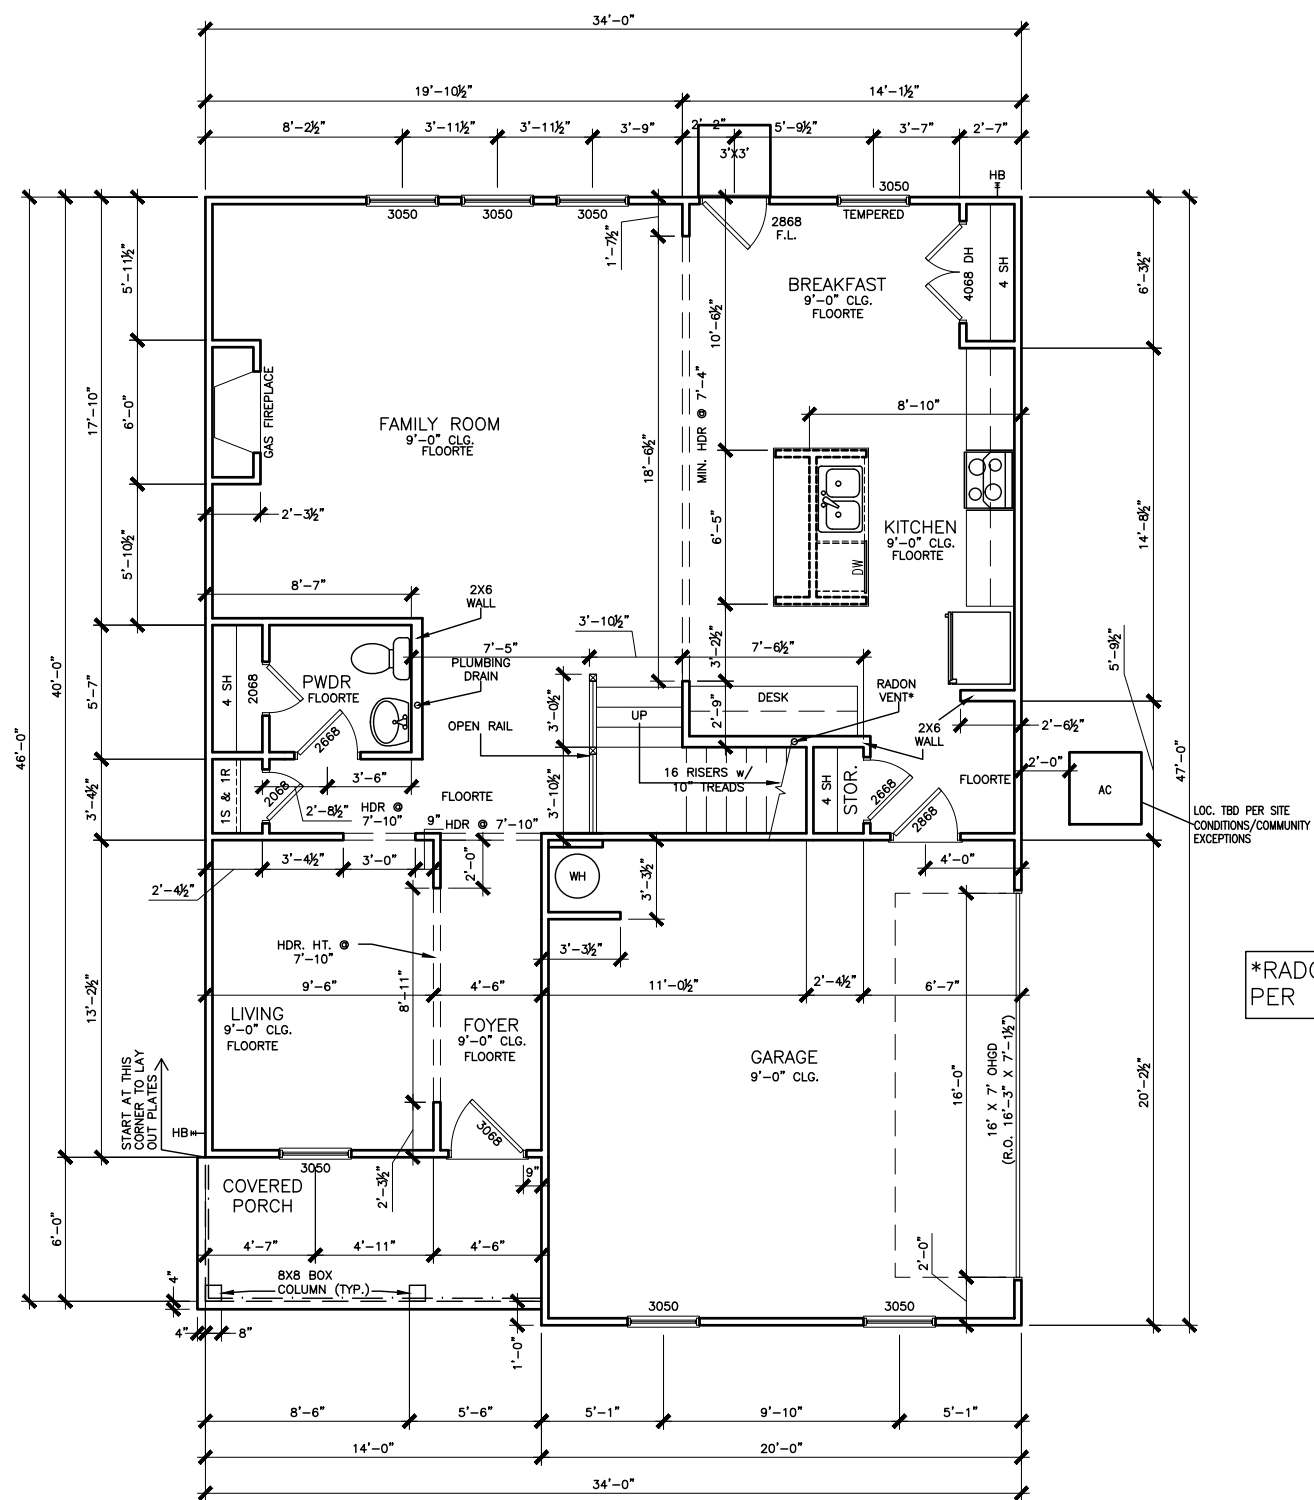 34'-0"
19'-10½"
14'-1½"
8'-2½"
3'-11½"
3'-11½"
3'-9"
2'-2"
5'-9½"
3'-7"
2'-7"
3'X3'
HB
3050
3050
3050
3050
TEMPERED
2868
F.L.
1'-7½"
5'-11½"
6'-3½"
4068 DH
4 SH
BREAKFAST
9'-0" CLG.
FLOORTE
10'-6½"
MIN. HDR @ 7'-4"
17'-10"
6'-0"
GAS FIREPLACE
8'-10"
FAMILY ROOM
9'-0" CLG.
FLOORTE
18'-6½"
6'-5"
KITCHEN
9'-0" CLG.
FLOORTE
DW
14'-8½"
2'-3½"
5'-10½"
8'-7"
2X6
WALL
3'-10½"
7'-5"
7'-6½"
3'-2½"
5'-9½"
40'-0"
46'-0"
47'-0"
5'-7"
4 SH
2068
PWDR
FLOORTE
2668
PLUMBING
DRAIN
OPEN RAIL
3'-0½"
UP
2'-9"
DESK
RADON
VENT*
2X6
WALL
2'-6½"
2'-0"
AC
LOC. TBD PER SITE
CONDITIONS/COMMUNITY
EXCEPTIONS
3'-4½"
1S & 1R
2068
3'-6"
2'-8½"
HDR @
7'-10"
FLOORTE
9"
HDR @ 7'-10"
3'-10½"
16 RISERS w/
10" TREADS
4 SH
STOR.
2668
2868
FLOORTE
4'-0"
3'-4½"
3'-0"
2'-0"
2'-4½"
WH
3'-3½"
3'-3½"
HDR. HT. @
7'-10"
9'-6"
8'-11"
4'-6"
11'-0½"
2'-4½"
6'-7"
*RADO
PER
13'-2½"
LIVING
9'-0" CLG.
FLOORTE
FOYER
9'-0" CLG.
FLOORTE
GARAGE
9'-0" CLG.
16'-0"
16' X 7' OHGD
(R.O. 16'-3" X 7'-1½")
20'-2½"
START AT THIS
CORNER TO LAY
OUT PLATES
HB
3068
3050
9"
2'-3½"
COVERED
PORCH
6'-0"
4'-7"
4'-11"
4'-6"
2'-0"
8X8 BOX
COLUMN (TYP.)
4"
4"
8"
1'-0"
3050
3050
8'-6"
5'-6"
5'-1"
9'-10"
5'-1"
14'-0"
20'-0"
34'-0"